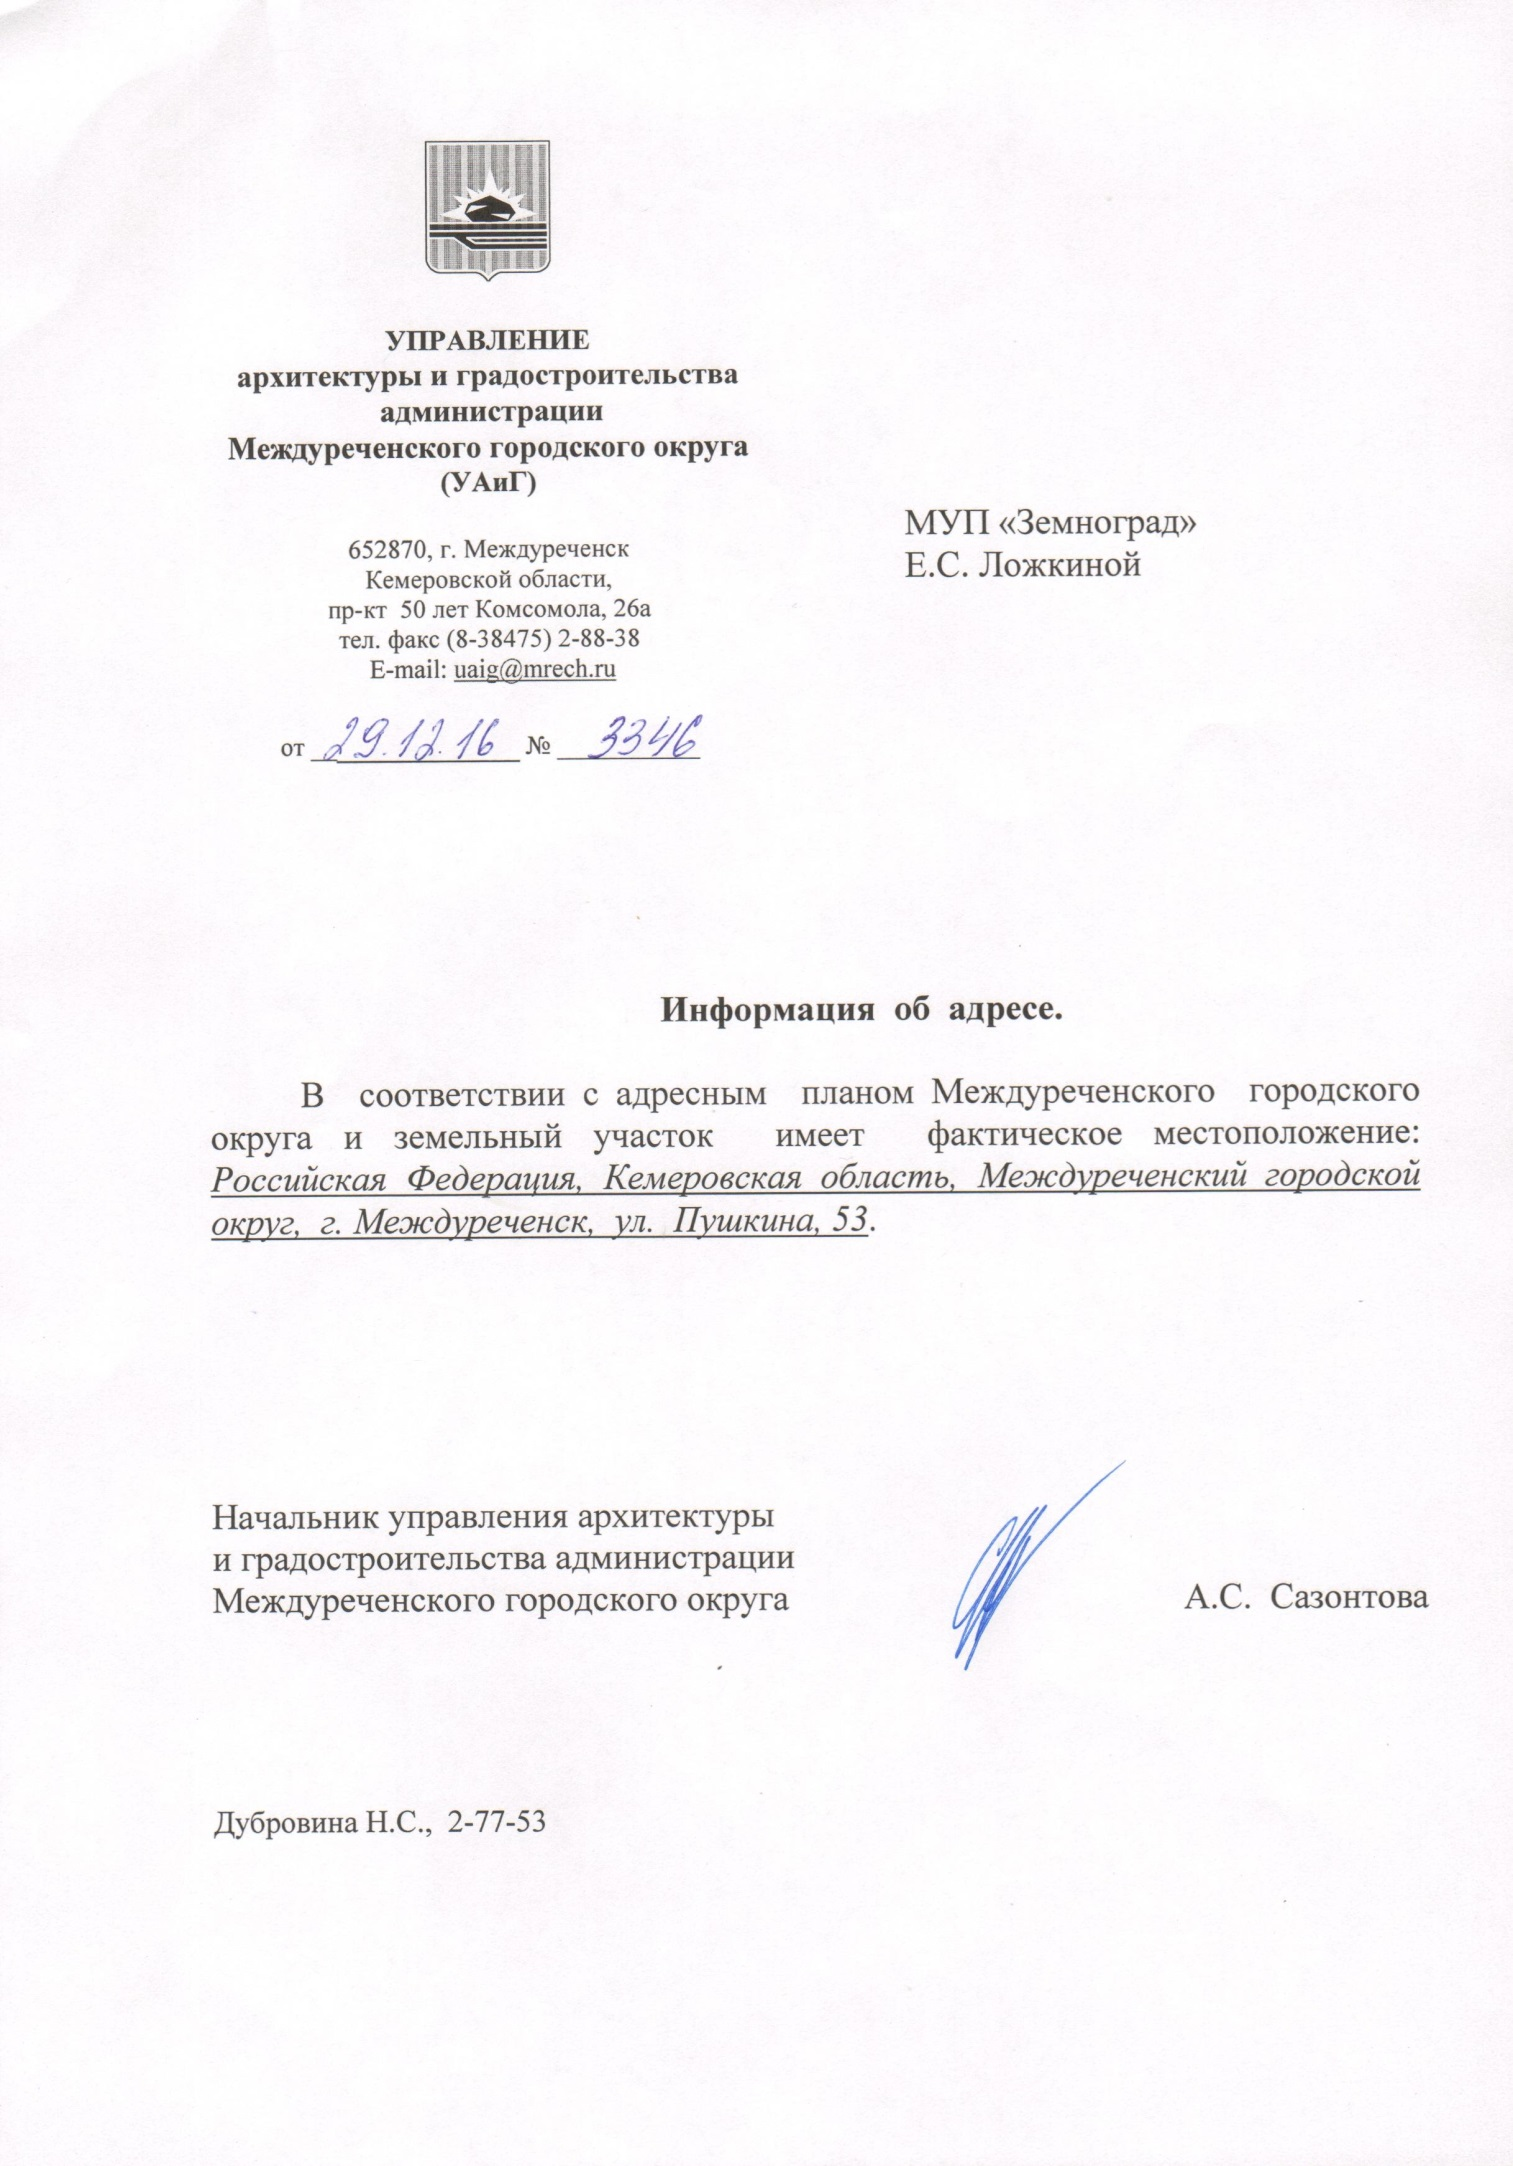 УПРАВЛЕНИЕ
архитектуры и градостроительства
администрации
Междуреченского городского округа
(УАиГ)
652870, г. Междуреченск
Кемеровской области,
пр-кт 50 лет Комсомола, 26а
тел. факс (8-38475) 2-88-38
E-mail: uaig@mrech.ru
от 29.12.16 № 3346
МУП «Земноград»
Е.С. Ложкиной
Информация об адресе.
В соответствии с адресным планом Междуреченского городского
округа и земельный участок имеет фактическое местоположение:
Российская Федерация, Кемеровская область, Междуреченский городской
округ, г. Междуреченск, ул. Пушкина, 53.
Начальник управления архитектуры
и градостроительства администрации
Междуреченского городского округа
А.С. Сазонтова
Дубровина Н.С., 2-77-53